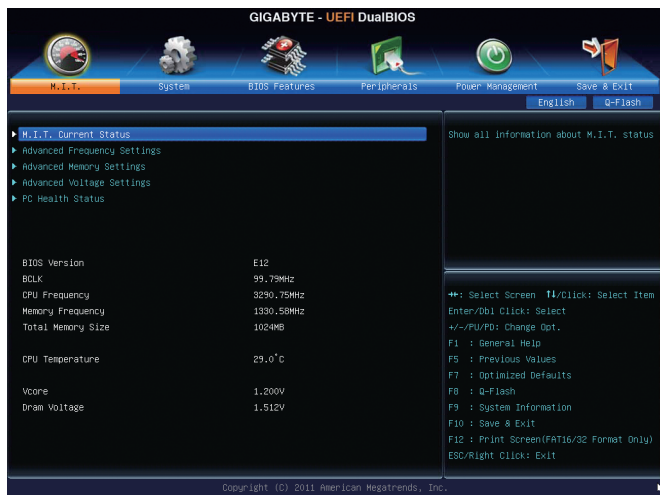 GIGABYTE - UEFI DualBIOS
M.I.T. System BIOS Features Peripherals Power Management Save & Exit
English Q-Flash
M.I.T. Current Status
Advanced Frequency Settings
Advanced Memory Settings
Advanced Voltage Settings
PC Health Status
BIOS Version E12
BCLK 99.79MHz
CPU Frequency 3290.75MHz
Memory Frequency 1330.58MHz
Total Memory Size 1024MB
CPU Temperature 29.0°C
Vcore 1.200V
Dram Voltage 1.512V
Show all information about M.I.T. status
→←: Select Screen ↑↓/Click: Select Item
Enter/Dbl Click: Select
+/-/PU/PD: Change Opt.
F1 : General Help
F5 : Previous Values
F7 : Optimized Defaults
F8 : Q-Flash
F9 : System Information
F10 : Save & Exit
F12 : Print Screen(FAT16/32 Format Only)
ESC/Right Click: Exit
Copyright (C) 2011 American Megatrends, Inc.